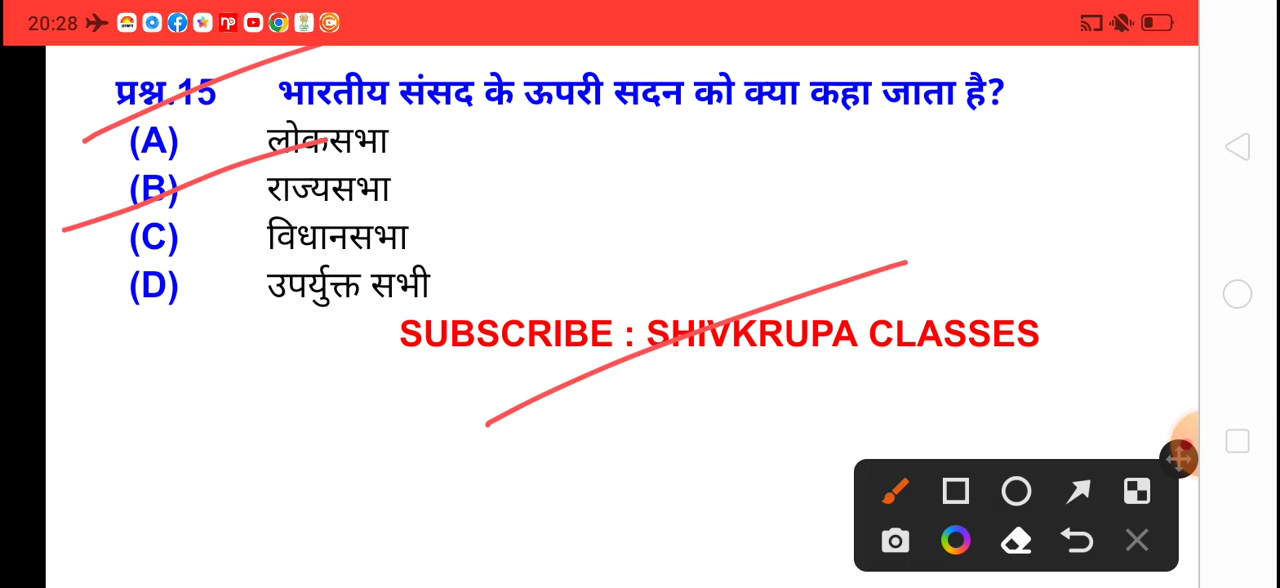 20:28
प्रश्न.15 भारतीय संसद के ऊपरी सदन को क्या कहा जाता है?
(A) लोकसभा
(B) राज्यसभा
(C) विधानसभा
(D) उपर्युक्त सभी
SUBSCRIBE : SHIVKRUPA CLASSES